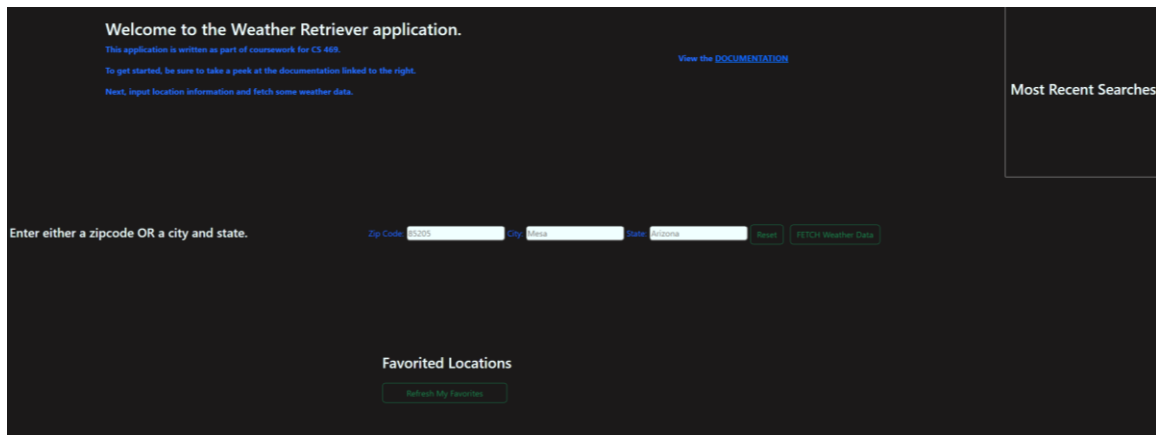 Welcome to the Weather Retriever application.
This application is written as part of coursework for CS 469.
To get started, be sure to take a peek at the documentation linked to the right.
Next, input location information and fetch some weather data.
View the DOCUMENTATION
Most Recent Searches
Enter either a zipcode OR a city and state.
Zip Code: 85205 City: Mesa State: Arizona Reset FETCH Weather Data
Favorited Locations
Refresh My Favorites